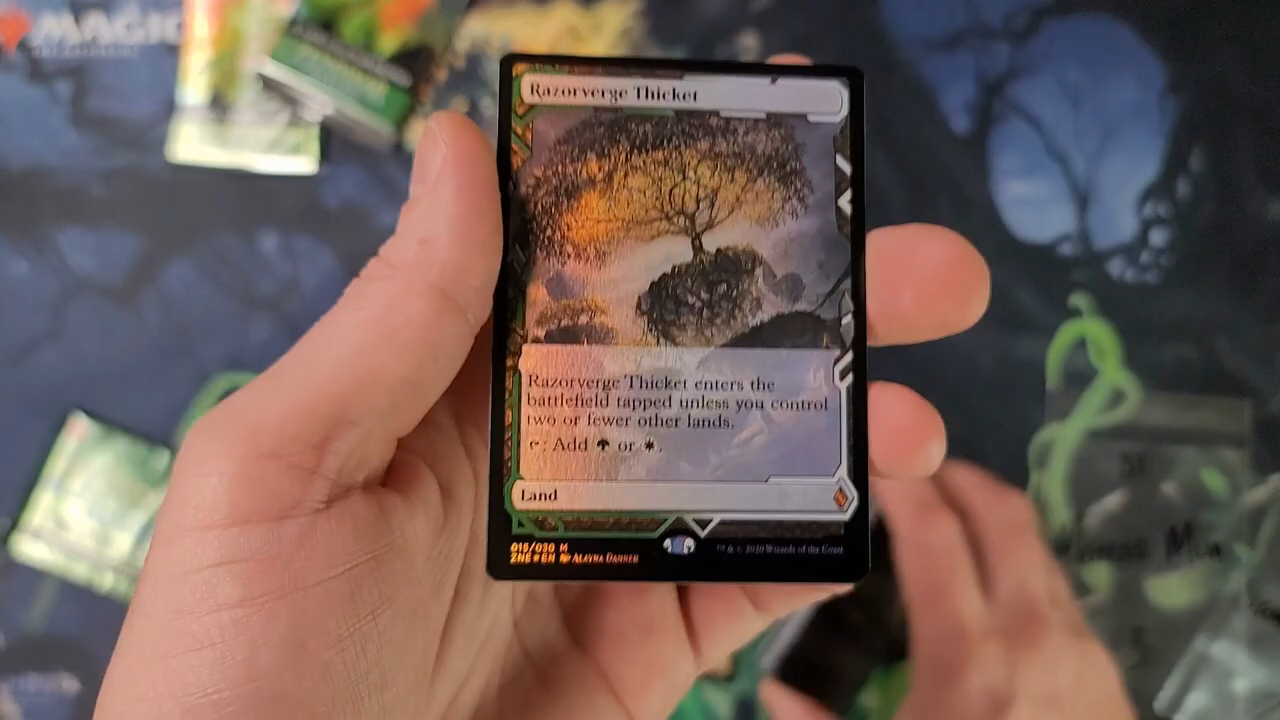 MAGIC
Razorverge Thicket
Razorverge Thicket enters the
battlefield tapped unless you control
two or fewer other lands.
: Add or .
Land
015/030 M
ZNE★EN Alayna Danner
™ & © 2020 Wizards of the Coast